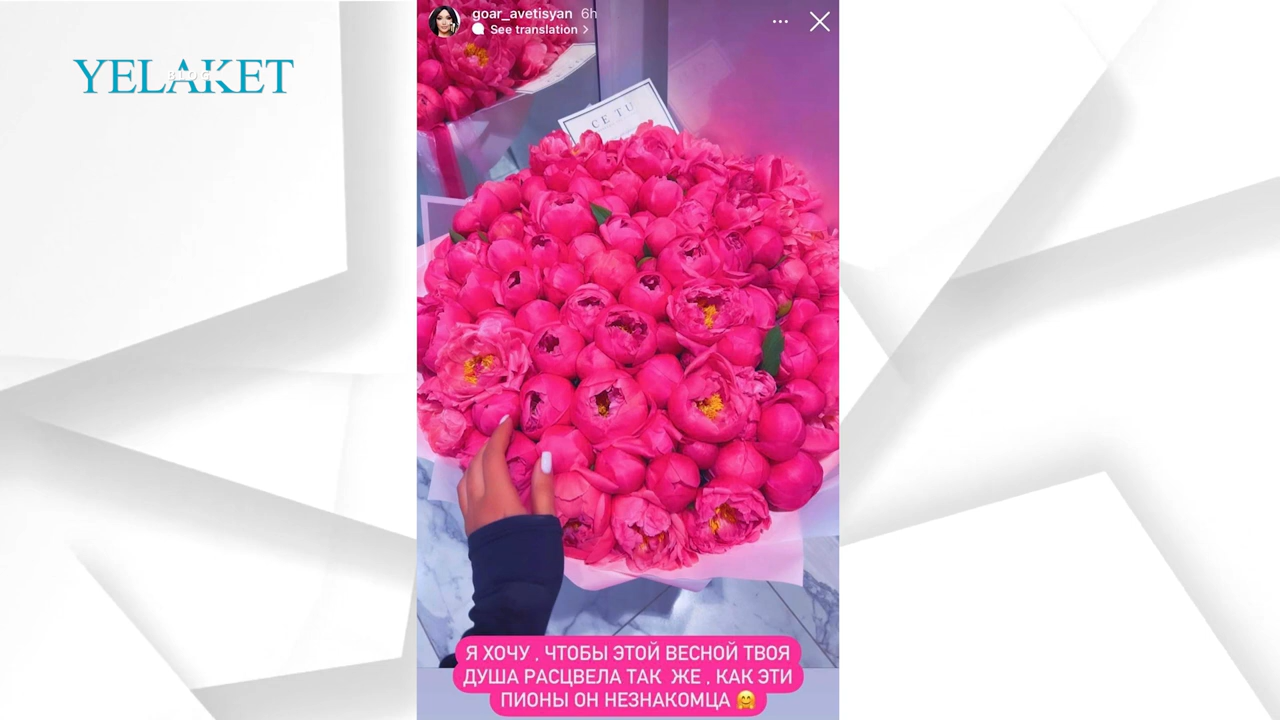 goar_avetisyan 6h
See translation >
YELAKET
BLOG
CE TU
Я ХОЧУ , ЧТОБЫ ЭТОЙ ВЕСНОЙ ТВОЯ
ДУША РАСЦВЕЛА ТАК ЖЕ , КАК ЭТИ
ПИОНЫ ОН НЕЗНАКОМЦА 🤗